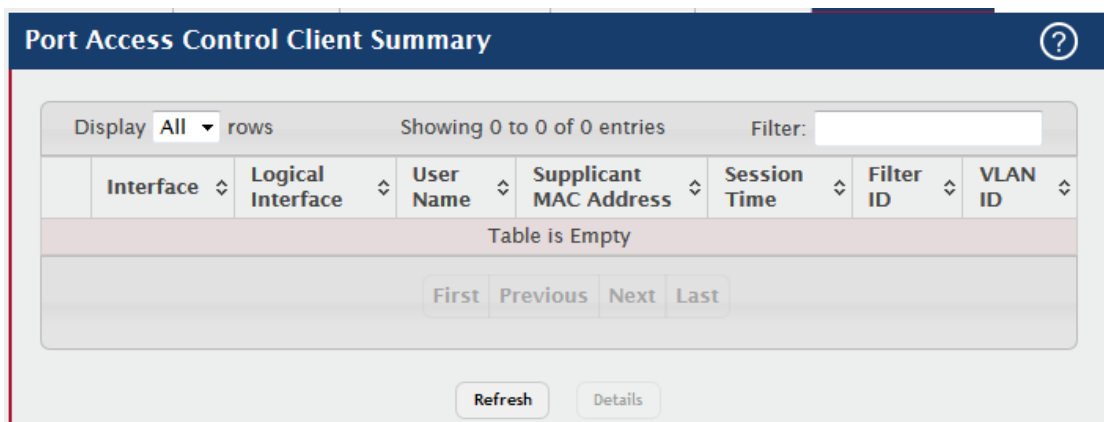 Port Access Control Client Summary ?
Display All rows Showing 0 to 0 of 0 entries Filter:
Interface Logical Interface User Name Supplicant MAC Address Session Time Filter ID VLAN ID
Table is Empty
First Previous Next Last
Refresh Details